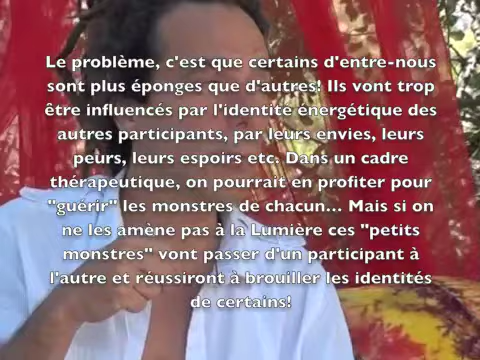 Le problème, c'est que certains d'entre-nous
sont plus éponges que d'autres! Ils vont trop
être influencés par l'identité énergétique des
autres participants, par leurs envies, leurs
peurs, leurs espoirs etc. Dans un cadre
thérapeutique, on pourrait en profiter pour
"guérir" les monstres de chacun... Mais si on
ne les amène pas à la Lumière ces "petits
monstres" vont passer d'un participant à
l'autre et réussiront à brouiller les identités
de certains!